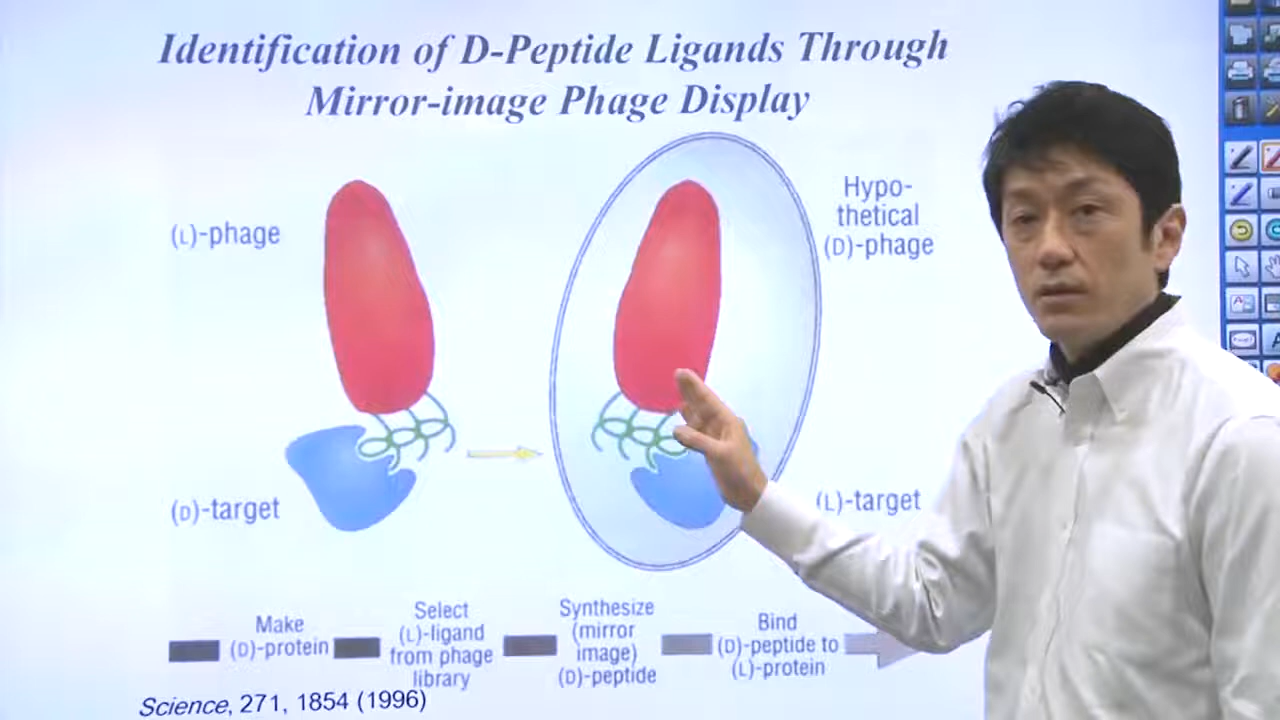 Identification of D-Peptide Ligands Through
Mirror-image Phage Display
(L)-phage
Hypo-
thetical
(D)-phage
(D)-target
(L)-target
Make
(D)-protein
Select
(L)-ligand
from phage
library
Synthesize
(mirror
image)
(D)-peptide
Bind
(D)-peptide to
(L)-protein
Science, 271, 1854 (1996)